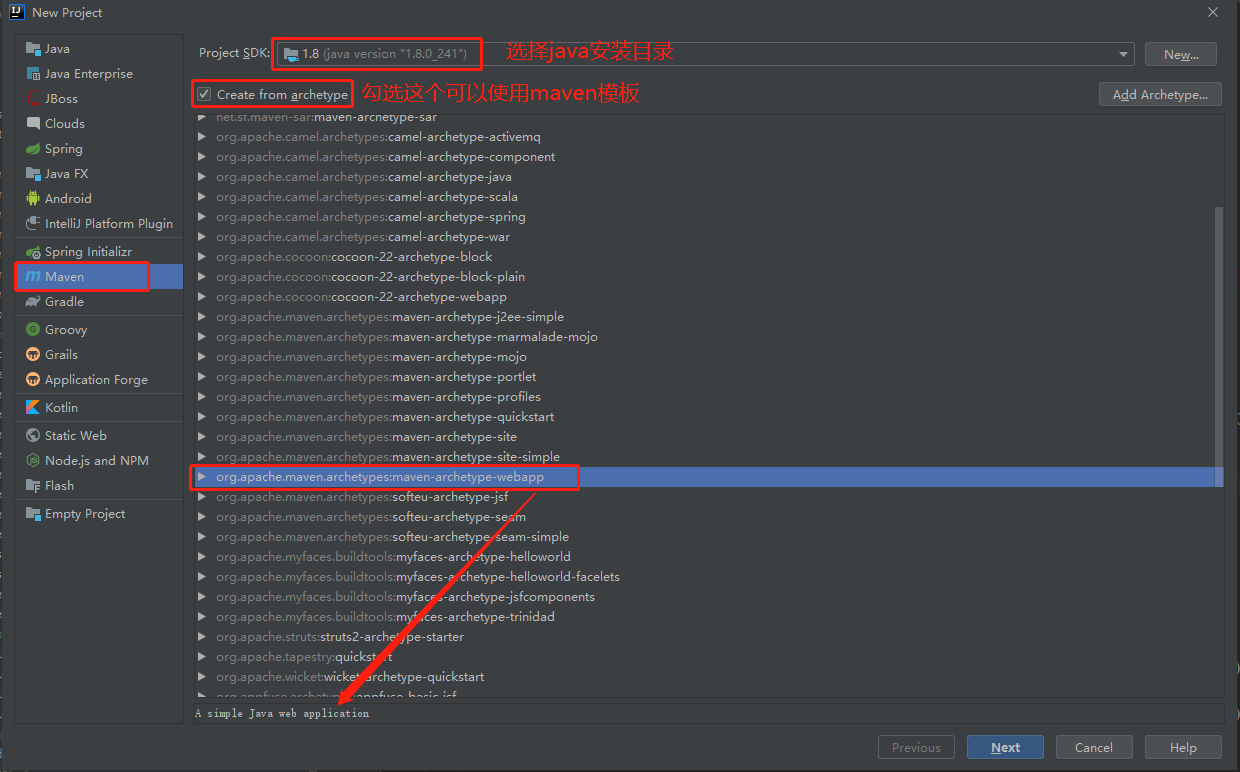 New Project
Java
Java Enterprise
JBoss
Clouds
Spring
Java FX
Android
IntelliJ Platform Plugin
Spring Initializr
Maven
Gradle
Groovy
Grails
Application Forge
Kotlin
Static Web
Node.js and NPM
Flash
Empty Project
Project SDK: 1.8 (java version "1.8.0_241") 选择java安装目录 New...
Create from archetype 勾选这个可以使用maven模板 Add Archetype...
net.sf.maven-sar:maven-archetype-sar
org.apache.camel.archetypes:camel-archetype-activemq
org.apache.camel.archetypes:camel-archetype-component
org.apache.camel.archetypes:camel-archetype-java
org.apache.camel.archetypes:camel-archetype-scala
org.apache.camel.archetypes:camel-archetype-spring
org.apache.camel.archetypes:camel-archetype-war
org.apache.cocoon:cocoon-22-archetype-block
org.apache.cocoon:cocoon-22-archetype-block-plain
org.apache.cocoon:cocoon-22-archetype-webapp
org.apache.maven.archetypes:maven-archetype-j2ee-simple
org.apache.maven.archetypes:maven-archetype-marmalade-mojo
org.apache.maven.archetypes:maven-archetype-mojo
org.apache.maven.archetypes:maven-archetype-portlet
org.apache.maven.archetypes:maven-archetype-profiles
org.apache.maven.archetypes:maven-archetype-quickstart
org.apache.maven.archetypes:maven-archetype-site
org.apache.maven.archetypes:maven-archetype-site-simple
org.apache.maven.archetypes:maven-archetype-webapp
org.apache.maven.archetypes:softeu-archetype-jsf
org.apache.maven.archetypes:softeu-archetype-seam
org.apache.maven.archetypes:softeu-archetype-seam-simple
org.apache.myfaces.buildtools:myfaces-archetype-helloworld
org.apache.myfaces.buildtools:myfaces-archetype-helloworld-facelets
org.apache.myfaces.buildtools:myfaces-archetype-jsfcomponents
org.apache.myfaces.buildtools:myfaces-archetype-trinidad
org.apache.struts:struts2-archetype-starter
org.apache.tapestry:quickstart
org.apache.wicket:wicket-archetype-quickstart
A simple Java web application
Previous Next Cancel Help